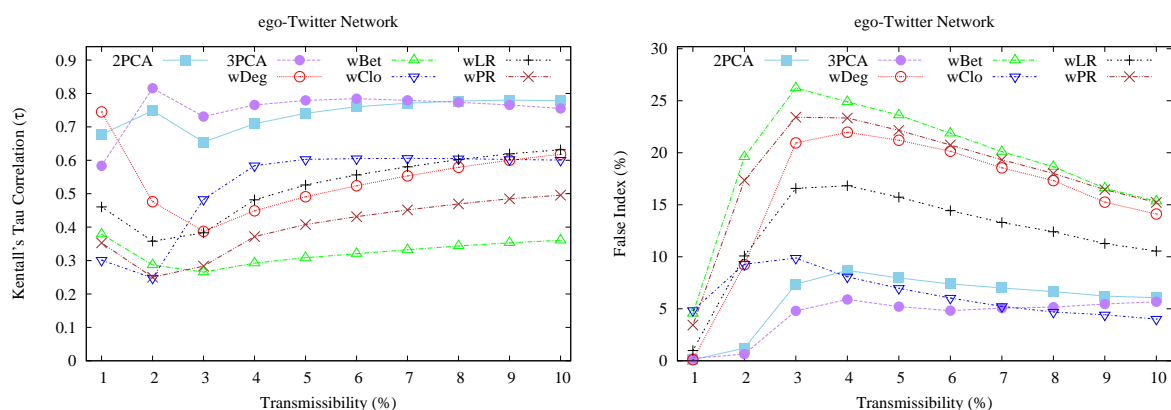 ego-Twitter Network
2PCA 3PCA wBet wLR
wDeg wClo wPR
0.9
0.8
0.7
0.6
0.5
0.4
0.3
0.2
0.1
0
Kentall's Tau Correlation (τ)
1 2 3 4 5 6 7 8 9 10
Transmissibility (%)
ego-Twitter Network
2PCA 3PCA wBet wLR
wDeg wClo wPR
30
25
20
15
10
5
0
False Index (%)
1 2 3 4 5 6 7 8 9 10
Transmissibility (%)